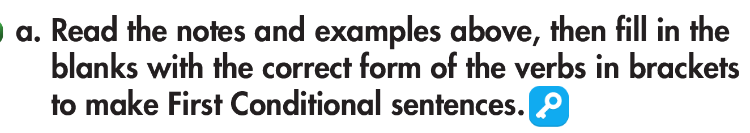 a. Read the notes and examples above, then fill in the
blanks with the correct form of the verbs in brackets
to make First Conditional sentences.